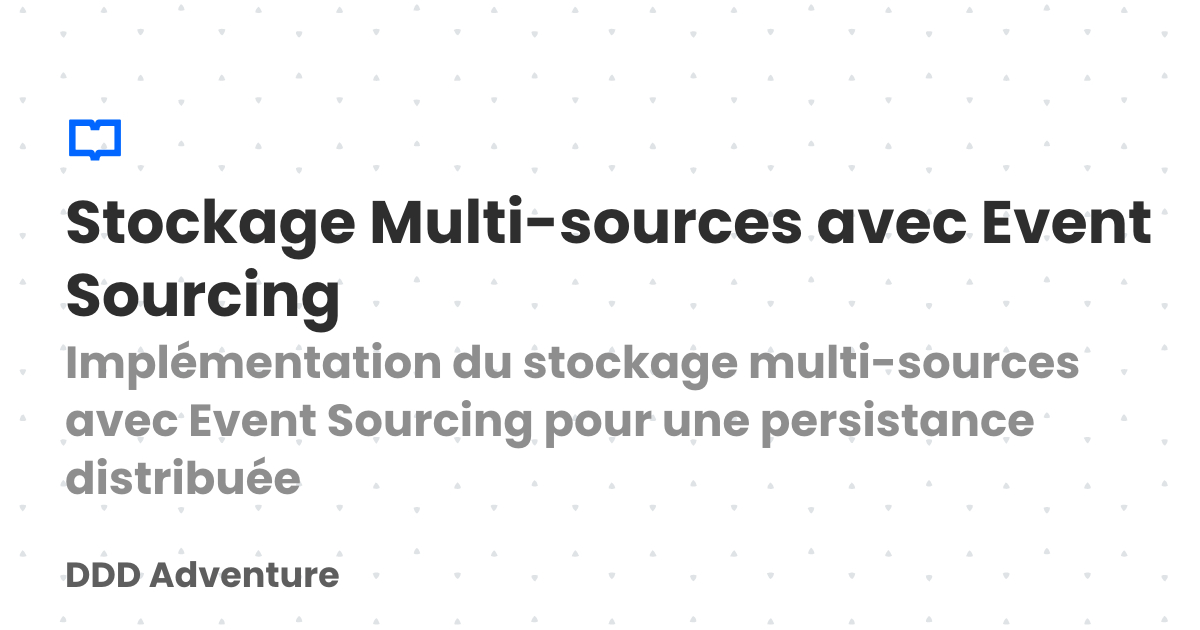 Stockage Multi-sources avec Event
Sourcing
Implémentation du stockage multi-sources
avec Event Sourcing pour une persistance
distribuée
DDD Adventure